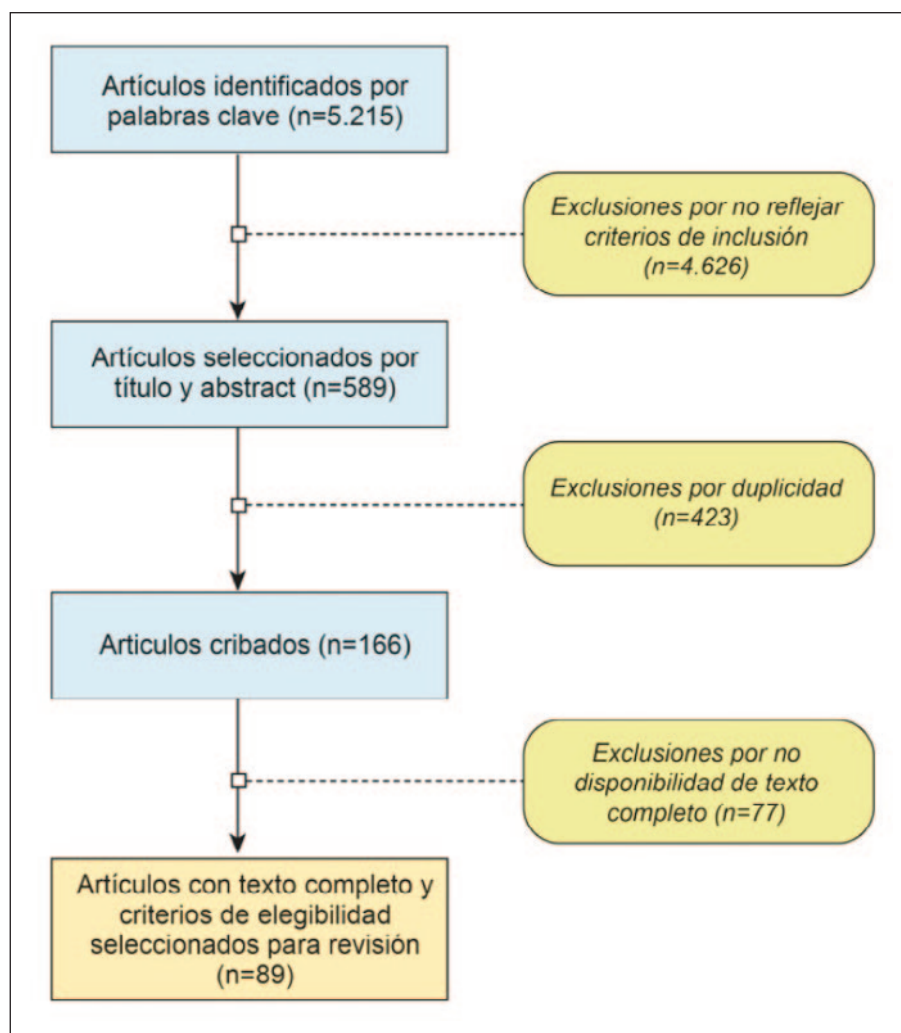 Artículos identificados por
palabras clave (n=5.215)
Exclusiones por no reflejar
criterios de inclusión
(n=4.626)
Artículos seleccionados por
título y abstract (n=589)
Exclusiones por duplicidad
(n=423)
Articulos cribados (n=166)
Exclusiones por no
disponibilidad de texto
completo (n=77)
Artículos con texto completo y
criterios de elegibilidad
seleccionados para revisión
(n=89)